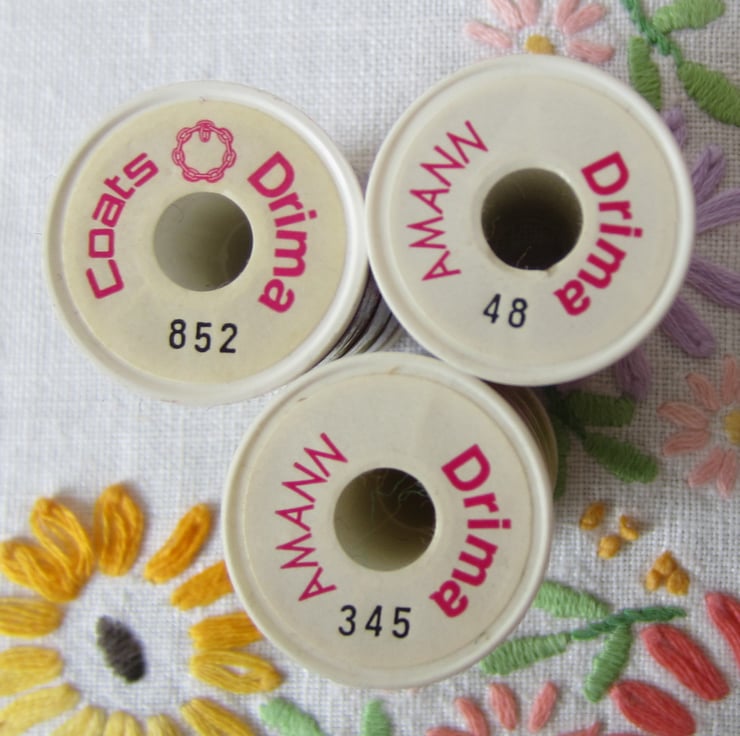 coats Drima
852
AMANN Drima
48
AMANN Drima
345